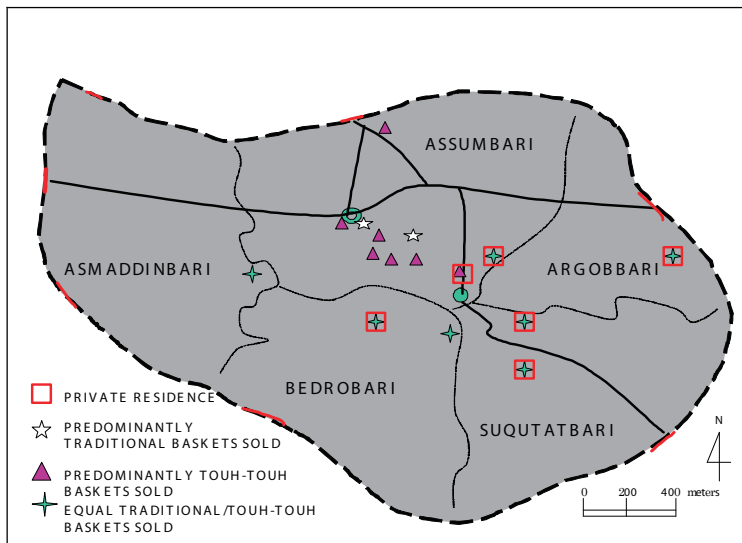 ASSUMBARI
ASMADDINBARI
ARGOBBARI
BEDROBARI
SUQUTATBARI
PRIVATE RESIDENCE
PREDOMINANTLY
TRADITIONAL BASKETS SOLD
PREDOMINANTLY TOUH-TOUH
BASKETS SOLD
EQUAL TRADITIONAL/TOUH-TOUH
BASKETS SOLD
N
0 200 400 meters